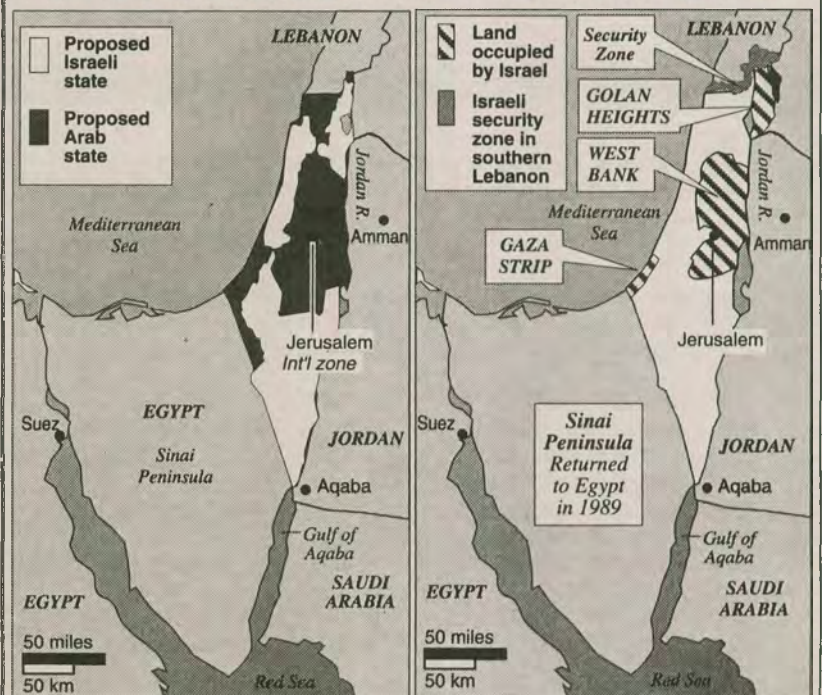 Proposed
Israeli
state
Proposed
Arab
state
LEBANON
Mediterranean
Sea
Jordan R.
Amman
Jerusalem
Int'l zone
EGYPT
Sinai
Peninsula
Suez
JORDAN
Aqaba
Gulf of
Aqaba
SAUDI
ARABIA
EGYPT
50 miles
50 km
Red Sea
Land
occupied
by Israel
Israeli
security
zone in
southern
Lebanon
Security
Zone
LEBANON
GOLAN
HEIGHTS
WEST
BANK
Mediterranean
Sea
Jordan R.
Amman
GAZA
STRIP
Jerusalem
Suez
Sinai
Peninsula
Returned
to Egypt
in 1989
JORDAN
Aqaba
Gulf of
Aqaba
EGYPT
SAUDI
ARABIA
50 miles
50 km
Red Sea